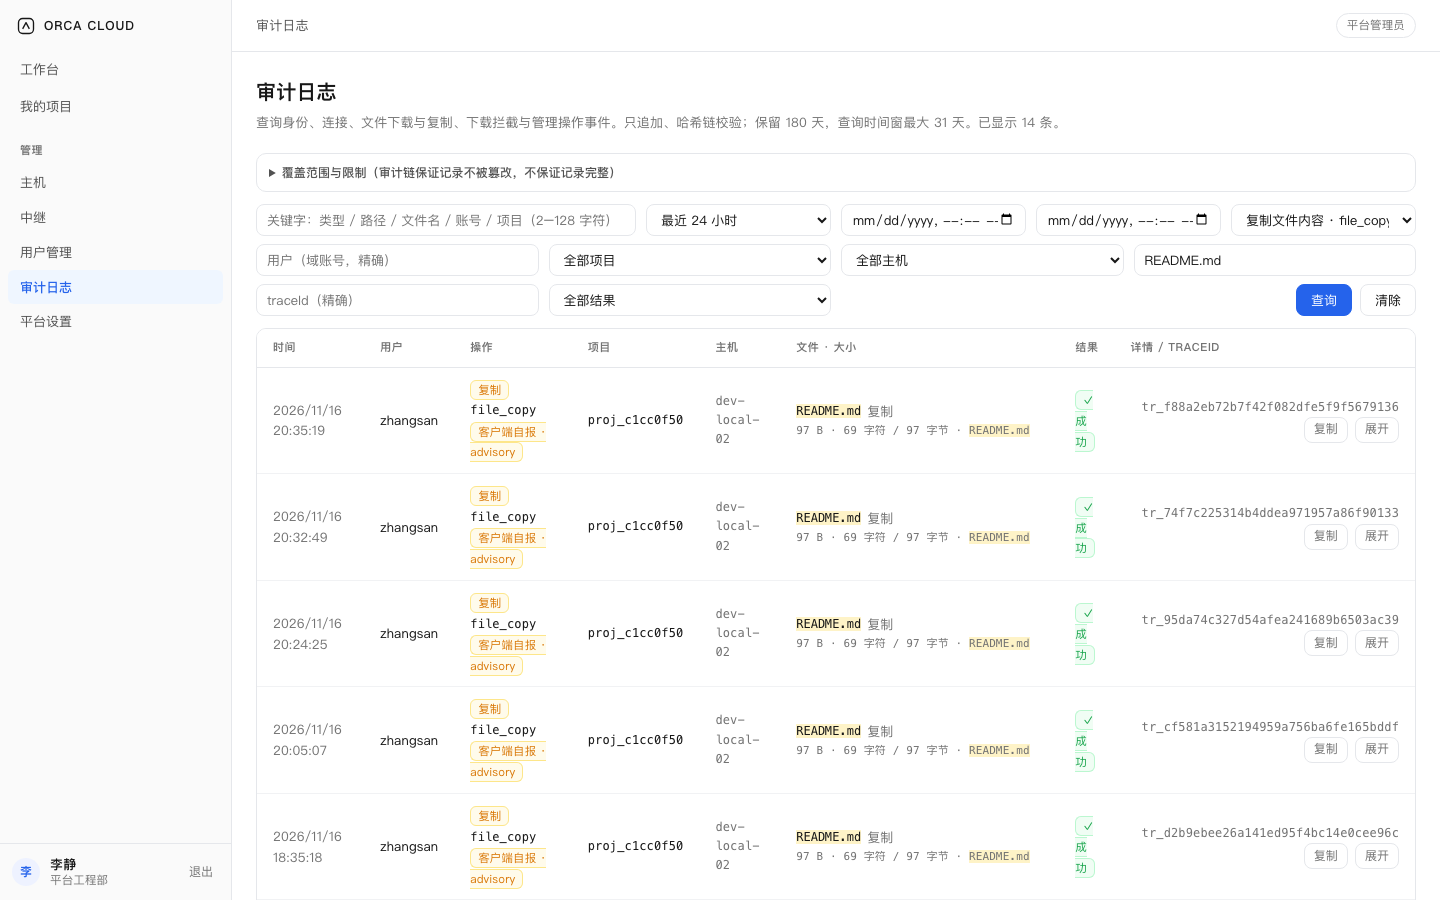 ORCA CLOUD
工作台
我的项目
管理
主机
中继
用户管理
审计日志
平台设置
李
李静
平台工程部
退出
审计日志
平台管理员
审计日志
查询身份、连接、文件下载与复制、下载拦截与管理操作事件。只追加、哈希链校验；保留 180 天，查询时间窗最大 31 天。已显示 14 条。
▶ 覆盖范围与限制（审计链保证记录不被篡改，不保证记录完整）
关键字：类型 / 路径 / 文件名 / 账号 / 项目（2–128 字符）
最近 24 小时
mm/dd/yyyy, --:-- --
mm/dd/yyyy, --:-- --
复制文件内容 · file_copy
用户（域账号，精确）
全部项目
全部主机
README.md
traceId（精确）
全部结果
查询
清除
时间 用户 操作 项目 主机 文件 · 大小 结果 详情 / TRACEID
2026/11/16
20:35:19
zhangsan
复制
file_copy
客户端自报 ·
advisory
proj_c1cc0f50
dev-
local-
02
README.md 复制
97 B · 69 字符 / 97 字节 · README.md
✓
成
功
tr_f88a2eb72b7f42f082dfe5f9f5679136
复制 展开
2026/11/16
20:32:49
zhangsan
复制
file_copy
客户端自报 ·
advisory
proj_c1cc0f50
dev-
local-
02
README.md 复制
97 B · 69 字符 / 97 字节 · README.md
✓
成
功
tr_74f7c225314b4ddea971957a86f90133
复制 展开
2026/11/16
20:24:25
zhangsan
复制
file_copy
客户端自报 ·
advisory
proj_c1cc0f50
dev-
local-
02
README.md 复制
97 B · 69 字符 / 97 字节 · README.md
✓
成
功
tr_95da74c327d54afea241689b6503ac39
复制 展开
2026/11/16
20:05:07
zhangsan
复制
file_copy
客户端自报 ·
advisory
proj_c1cc0f50
dev-
local-
02
README.md 复制
97 B · 69 字符 / 97 字节 · README.md
✓
成
功
tr_cf581a3152194959a756ba6fe165bddf
复制 展开
2026/11/16
18:35:18
zhangsan
复制
file_copy
客户端自报 ·
advisory
proj_c1cc0f50
dev-
local-
02
README.md 复制
97 B · 69 字符 / 97 字节 · README.md
✓
成
功
tr_d2b9ebee26a141ed95f4bc14e0cee96c
复制 展开